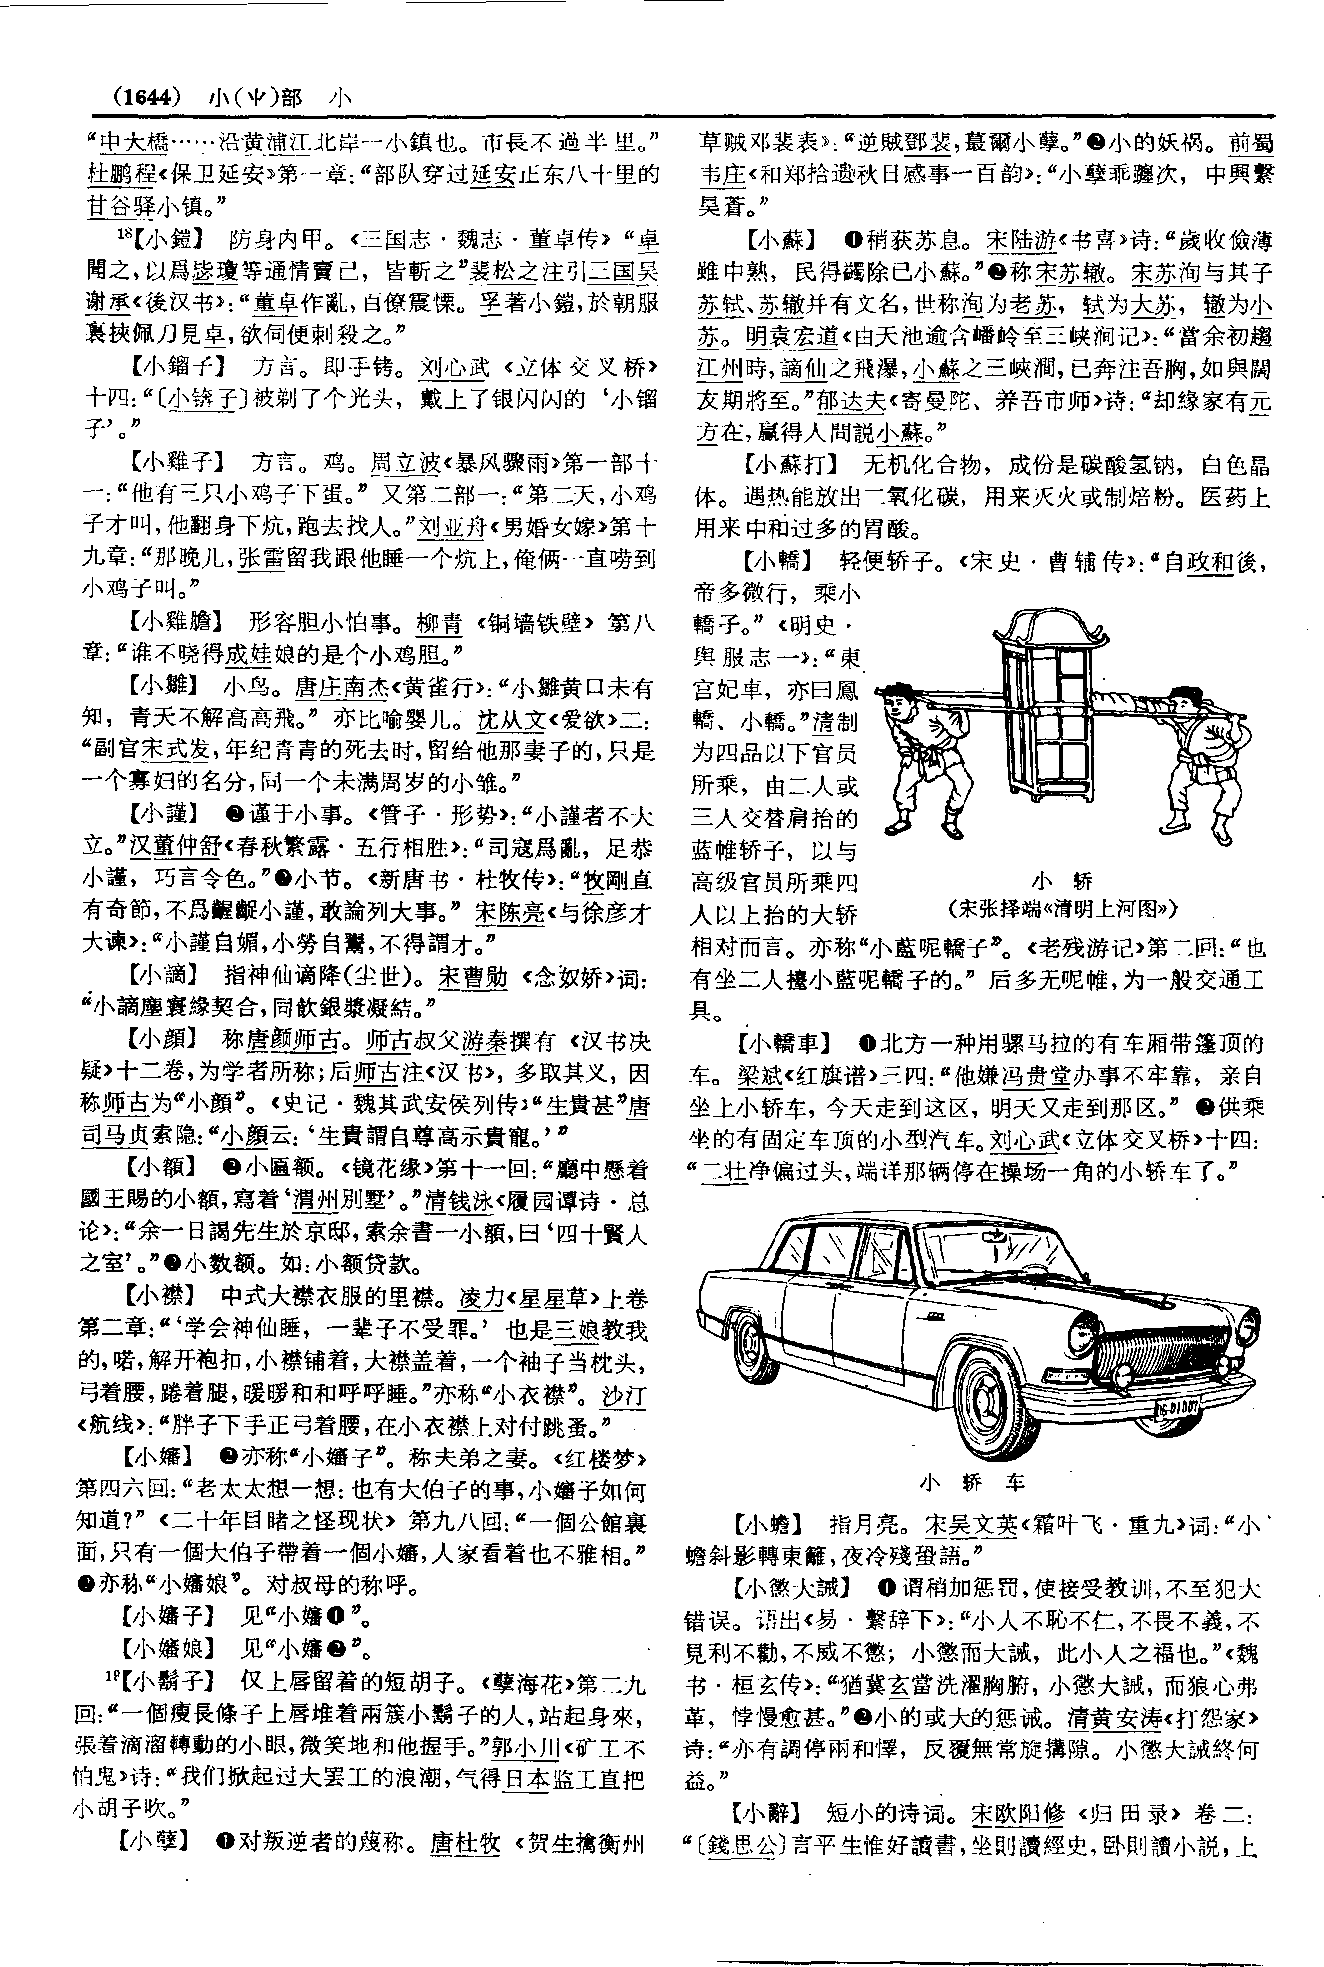 (1644) 小(⺌)部 小
“中大橋……沿黄浦江北岸一小鎮也。市長不過半里。”
杜鹏程《保卫延安》第一章：“部队穿过延安正东八十里的
甘谷驿小镇。”
18【小鎧】 防身内甲。《三国志·魏志·董卓传》“卓
聞之，以爲毖瓊等通情賣己，皆斬之”裴松之注引三国吴
谢承《後汉书》：“董卓作亂，百僚震慄。孚著小鎧，於朝服
裏挾佩刀見卓，欲伺便刺殺之。”
【小鎦子】 方言。即手铐。刘心武《立体交叉桥》
十四：“〔小铐子〕被剃了个光头，戴上了银闪闪的‘小镏
子’。”
【小雞子】 方言。鸡。周立波《暴风骤雨》第一部十
一：“他有三只小鸡子下蛋。” 又第二部一：“第二天，小鸡
子才叫，他翻身下炕，跑去找人。”刘亚舟《男婚女嫁》第十
九章：“那晚儿，张雷留我跟他睡一个炕上，俺俩一直唠到
小鸡子叫。”
【小雞膽】 形容胆小怕事。柳青《铜墙铁壁》第八
章：“谁不晓得成娃娘的是个小鸡胆。”
【小雛】 小鸟。唐庄南杰《黄雀行》：“小雛黄口未有
知，青天不解高高飛。” 亦比喻婴儿。沈从文《爱欲》二：
“副官宋式发，年纪青青的死去时，留给他那妻子的，只是
一个寡妇的名分，同一个未满周岁的小雏。”
【小謹】 ❶谨于小事。《管子·形势》：“小謹者不大
立。”汉董仲舒《春秋繁露·五行相胜》：“司寇爲亂，足恭
小謹，巧言令色。”❷小节。《新唐书·杜牧传》：“牧剛直
有奇節，不爲齷齪小謹，敢論列大事。” 宋陈亮《与徐彦才
大谏》：“小謹自媚，小勞自鬻，不得謂才。”
【小謫】 指神仙谪降(尘世)。宋曹勋《念奴娇》词：
“小謫塵寰緣契合，同飲銀漿凝結。”
【小顔】 称唐颜师古。师古叔父游秦撰有《汉书决
疑》十二卷，为学者所称；后师古注《汉书》，多取其义，因
称师古为“小顔”。《史记·魏其武安侯列传》“生貴甚”唐
司马贞索隐：“小顔云：‘生貴謂自尊高示貴寵。’”
【小額】 ❶小匾额。《镜花缘》第十一回：“廳中懸着
國王賜的小額，寫着‘渭州别墅’。”清钱泳《履园谭诗·总
论》：“余一日謁先生於京邸，索余書一小額，曰‘四十賢人
之室’。”❷小数额。如：小额贷款。
【小襟】 中式大襟衣服的里襟。凌力《星星草》上卷
第二章：“‘学会神仙睡，一辈子不受罪。’也是三娘教我
的，喏，解开袍扣，小襟铺着，大襟盖着，一个袖子当枕头，
弓着腰，踡着腿，暖暖和和呼呼睡。”亦称“小衣襟”。沙汀
《航线》：“胖子下手正弓着腰，在小衣襟上对付跳蚤。”
【小嬸】 ❶亦称“小嬸子”。称夫弟之妻。《红楼梦》
第四六回：“老太太想一想：也有大伯子的事，小嬸子如何
知道？”《二十年目睹之怪现状》第九八回：“一個公館裏
面，只有一個大伯子帶着一個小嬸，人家看着也不雅相。”
❷亦称“小嬸娘”。对叔母的称呼。
【小嬸子】 见“小嬸❶”。
【小嬸娘】 见“小嬸❷”。
19【小鬍子】 仅上唇留着的短胡子。《孽海花》第二九
回：“一個瘦長條子上唇堆着兩簇小鬍子的人，站起身來，
張着滴溜轉動的小眼，微笑地和他握手。”郭小川《矿工不
怕鬼》诗：“我们掀起过大罢工的浪潮，气得日本监工直把
小胡子吹。”
【小孽】 ❶对叛逆者的蔑称。唐杜牧《贺生擒衡州
草贼邓裴表》：“逆贼鄧裴，蕞爾小孽。”❷小的妖祸。前蜀
韦庄《和郑拾遗秋日感事一百韵》：“小孽乖躔次，中興繫
昊蒼。”
【小蘇】 ❶稍获苏息。宋陆游《书喜》诗：“歲收儉薄
雖中熟，民得蠲除已小蘇。”❷称宋苏辙。宋苏洵与其子
苏轼、苏辙并有文名，世称洵为老苏，轼为大苏，辙为小
苏。明袁宏道《由天池逾含嶓岭至三峡涧记》：“當余初趨
江州時，謫仙之飛瀑，小蘇之三峽澗，已奔注吾胸，如與闊
友期將至。”郁达夫《寄曼陀、养吾市师》诗：“却緣家有元
方在，赢得人間説小蘇。”
【小蘇打】 无机化合物，成份是碳酸氢钠，白色晶
体。遇热能放出二氧化碳，用来灭火或制焙粉。医药上
用来中和过多的胃酸。
【小轎】 轻便轿子。《宋史·曹辅传》：“自政和後，
帝多微行，乘小
轎子。”《明史·
舆服志一》：“東
宫妃車，亦曰鳳
轎、小轎。”清制
为四品以下官员
所乘，由二人或
三人交替肩抬的
蓝帷轿子，以与
高级官员所乘四
人以上抬的大轿
小 轿
(宋张择端《清明上河图》)
相对而言。亦称“小藍呢轎子”。《老残游记》第二回：“也
有坐二人擡小藍呢轎子的。” 后多无呢帷，为一般交通工
具。
【小轎車】 ❶北方一种用骡马拉的有车厢带篷顶的
车。梁斌《红旗谱》三四：“他嫌冯贵堂办事不牢靠，亲自
坐上小轿车，今天走到这区，明天又走到那区。” ❷供乘
坐的有固定车顶的小型汽车。刘心武《立体交叉桥》十四：
“二壮净偏过头，端详那辆停在操场一角的小轿车了。”
小 轿 车
【小蟾】 指月亮。宋吴文英《霜叶飞·重九》词：“小
蟾斜影轉東籬，夜冷殘蛩語。”
【小懲大誡】 ❶谓稍加惩罚，使接受教训，不至犯大
错误。语出《易·繫辞下》：“小人不恥不仁，不畏不義，不
見利不勸，不威不懲；小懲而大誡，此小人之福也。”《魏
书·桓玄传》：“猶冀玄當洗濯胸腑，小懲大誡，而狼心弗
革，悖慢愈甚。”❷小的或大的惩诫。清黄安涛《打怨家》
诗：“亦有調停兩和懌，反覆無常旋搆隙。小懲大誡終何
益。”
【小辭】 短小的诗词。宋欧阳修《归田录》卷二：
“〔錢思公〕言平生惟好讀書，坐則讀經史，卧則讀小説，上